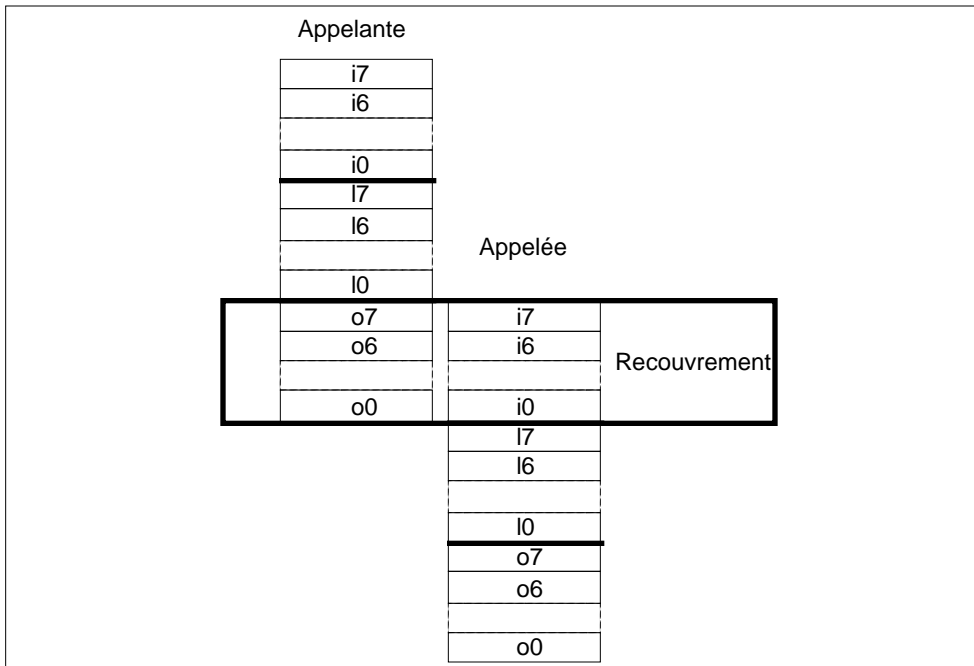 Appelante
i7
i6
i0
l7
l6
l0
o7
o6
o0
Appelée
i7
i6
i0
l7
l6
l0
o7
o6
o0
Recouvrement